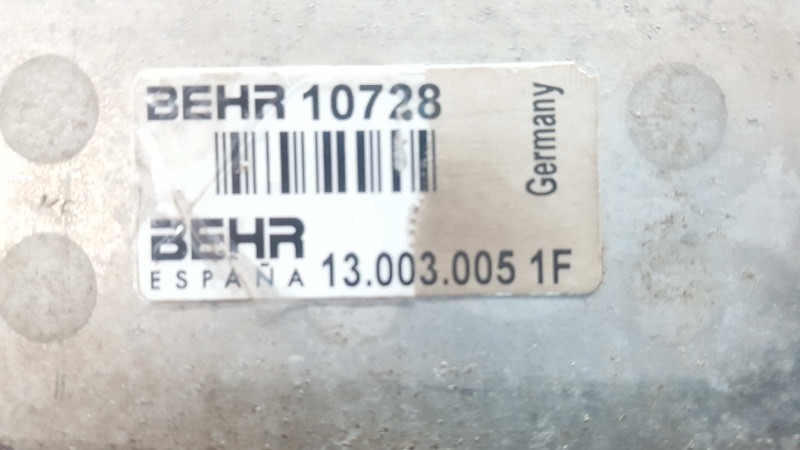 BEHR 10728
Germany
BEHR
ESPAÑA 13.003.005 1F